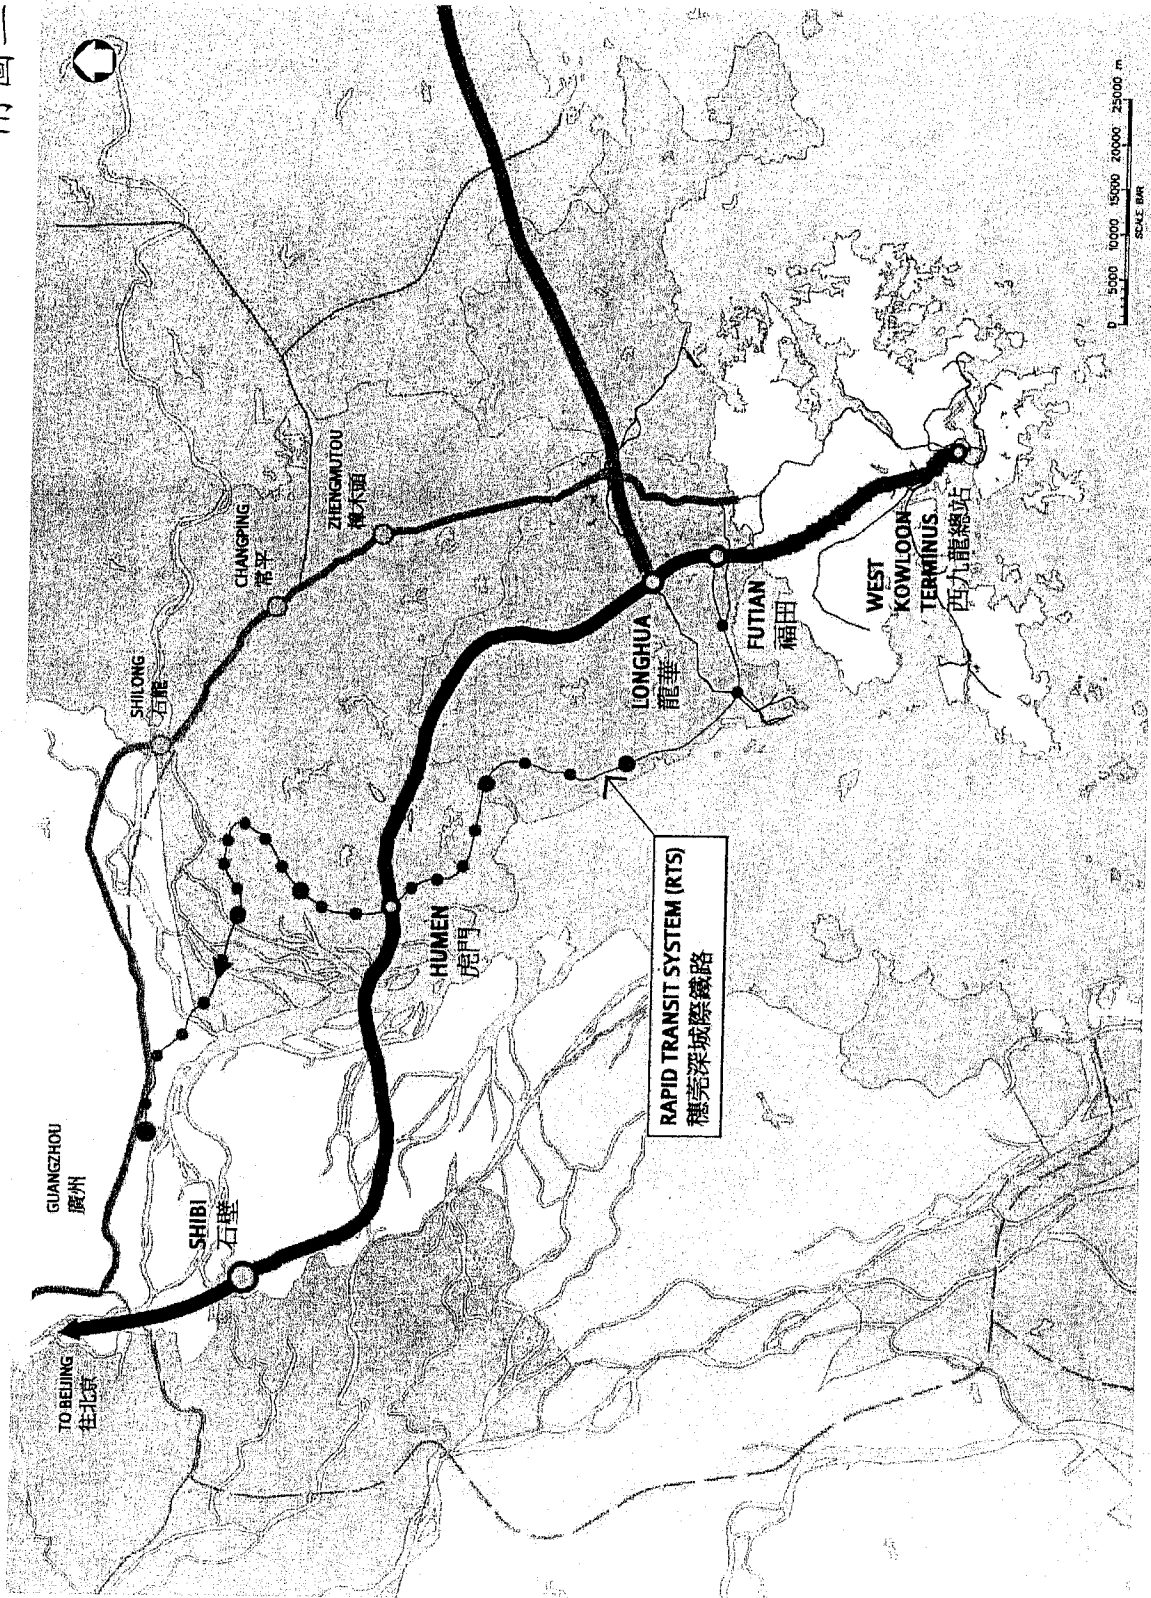 TO BEIJING
往北京
GUANGZHOU
廣州
SHIBI
石壁
SHILONG
石龍
CHANGPING
常平
ZHENGMUTOU
樟木頭
HUMEN
虎門
RAPID TRANSIT SYSTEM (RTS)
穗莞深城際鐵路
LONGHUA
龍華
FUTIAN
福田
WEST
KOWLOON
TERMINUS
西九龍總站
0 5000 10000 15000 20000 25000 m
SCALE BAR